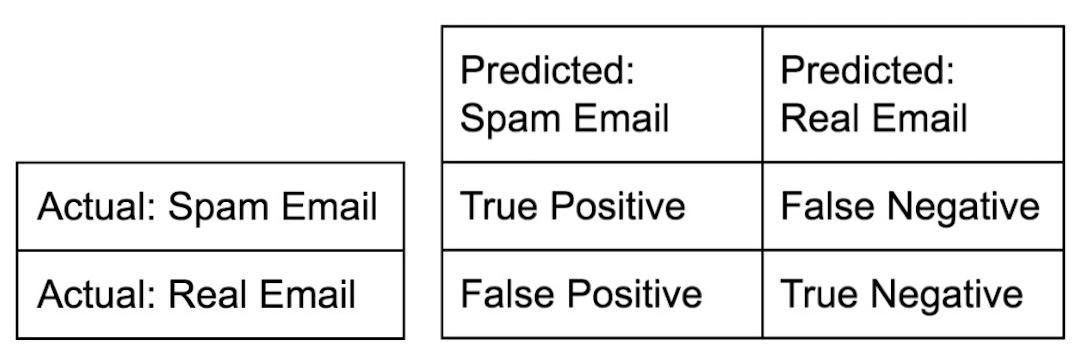 Predicted:
Spam Email
Predicted:
Real Email
Actual: Spam Email
True Positive
False Negative
Actual: Real Email
False Positive
True Negative